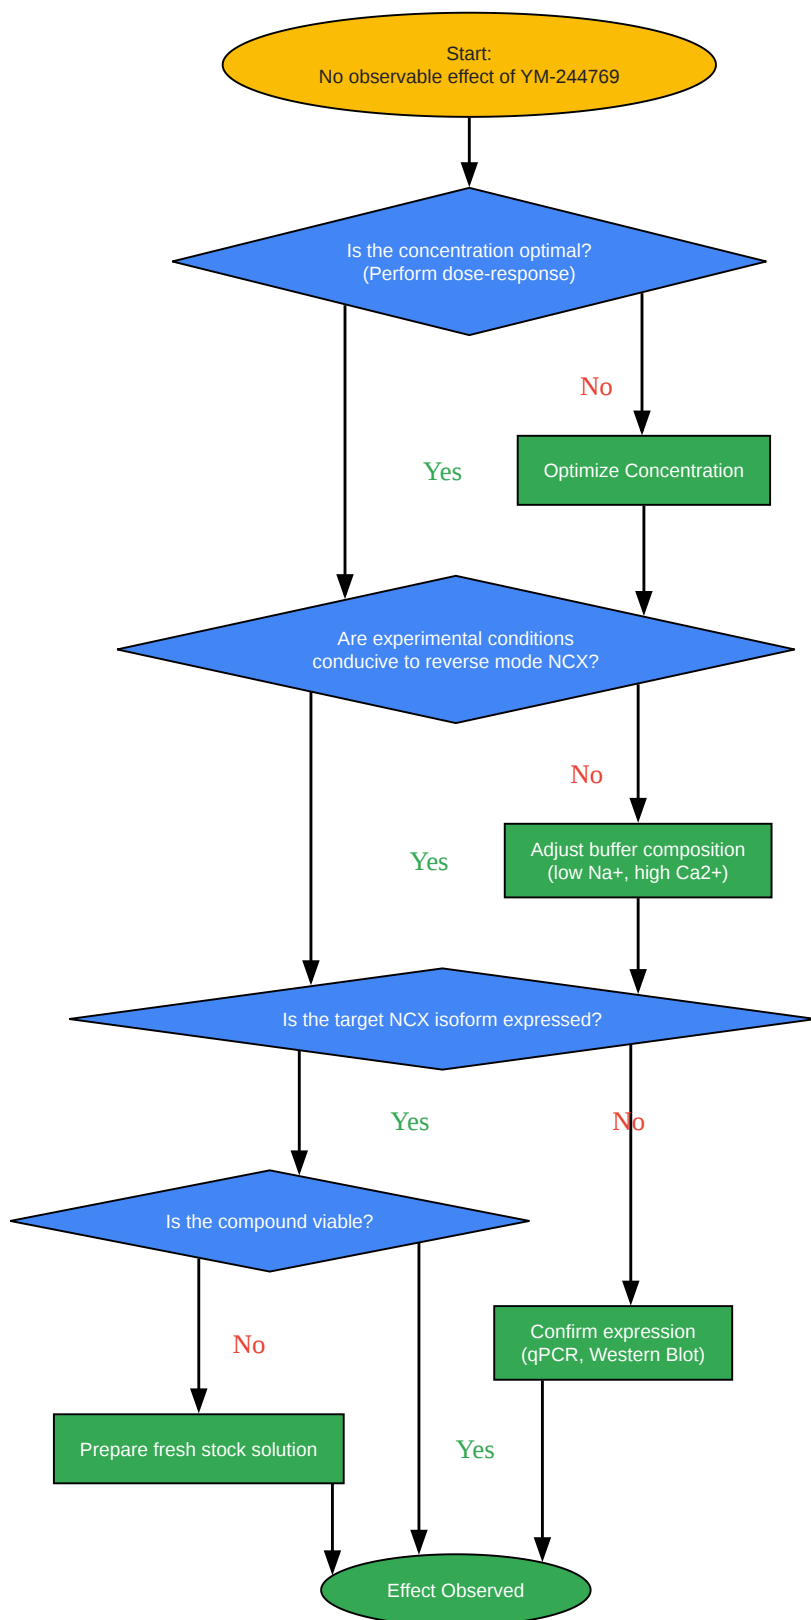 Start:
No observable effect of YM-244769
Is the concentration optimal?
(Perform dose-response)
No
Yes
Optimize Concentration
Are experimental conditions
conducive to reverse mode NCX?
No
Yes
Adjust buffer composition
(low Na+, high Ca2+)
Is the target NCX isoform expressed?
Yes
No
Is the compound viable?
No
Confirm expression
(qPCR, Western Blot)
Prepare fresh stock solution
Yes
Effect Observed